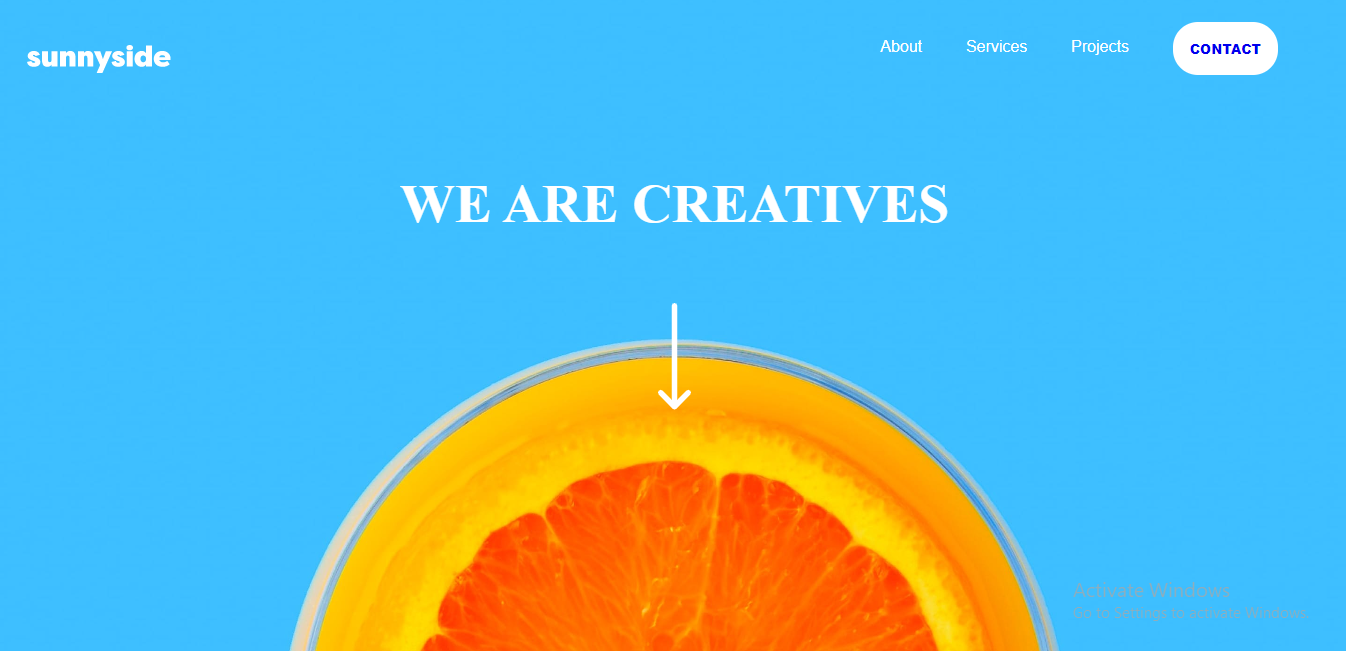 sunnyside
About Services Projects CONTACT
WE ARE CREATIVES
Activate Windows
Go to Settings to activate Windows.